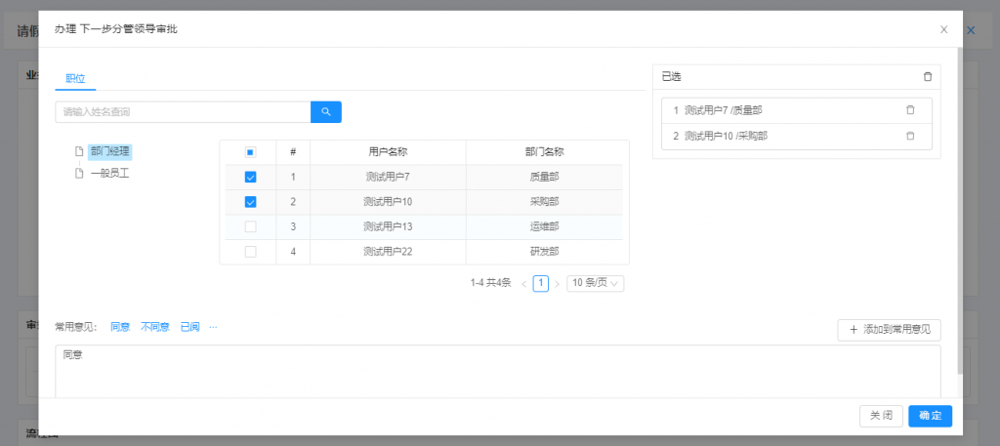 请假
办理 下一步分管领导审批
业务
职位
已选
请输入姓名查询
1 测试用户7 /质量部
2 测试用户10 /采购部
部门经理
一般员工
# 用户名称 部门名称
1 测试用户7 质量部
2 测试用户10 采购部
3 测试用户13 运维部
4 测试用户22 研发部
1-4 共4条 1 10 条/页
常用意见: 同意 不同意 已阅 ···
添加到常用意见
同意
关 闭 确 定